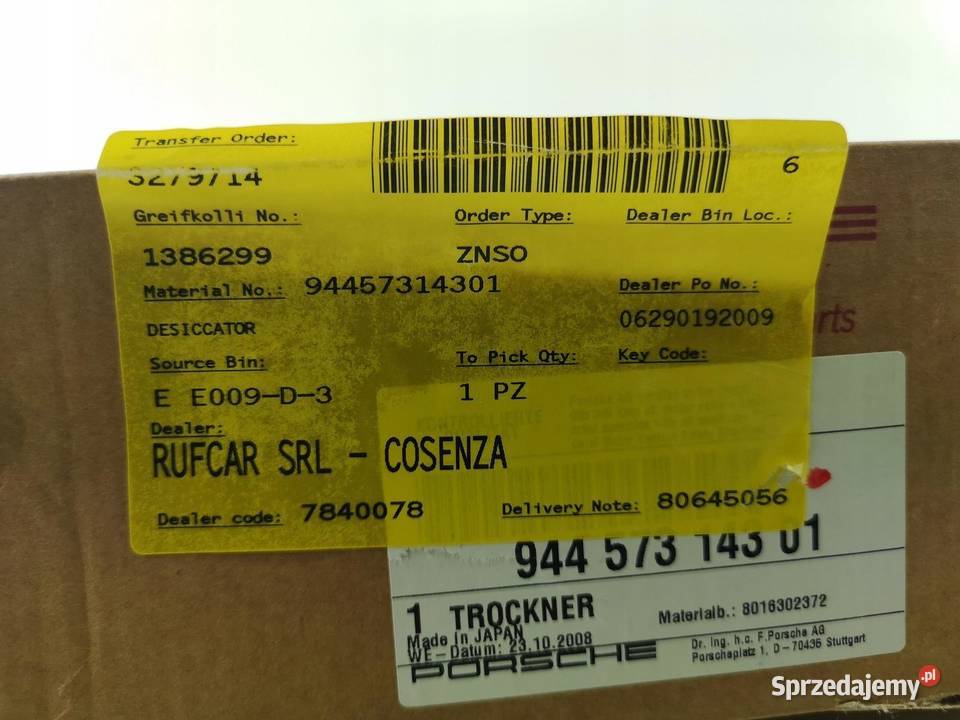 Transfer Order:
3279714
6
Greifkolli No.: Order Type: Dealer Bin Loc.:
1386299 ZNSO
Material No.: 94457314301 Dealer Po No.:
DESICCATOR 06290192009
Source Bin: To Pick Qty: Key Code:
E E009-D-3 1 PZ
Dealer:
RUFCAR SRL - COSENZA
Dealer code: 7840078 Delivery Note: 80645056
944 573 143 01
1 TROCKNER Materialb.: 8016302372
Made in JAPAN
WE-Datum: 23.10.2008
Dr. Ing. h.c. F.Porsche AG
Porscheplatz 1, D-70436 Stuttgart
PORSCHE
Sprzedajemy.pl